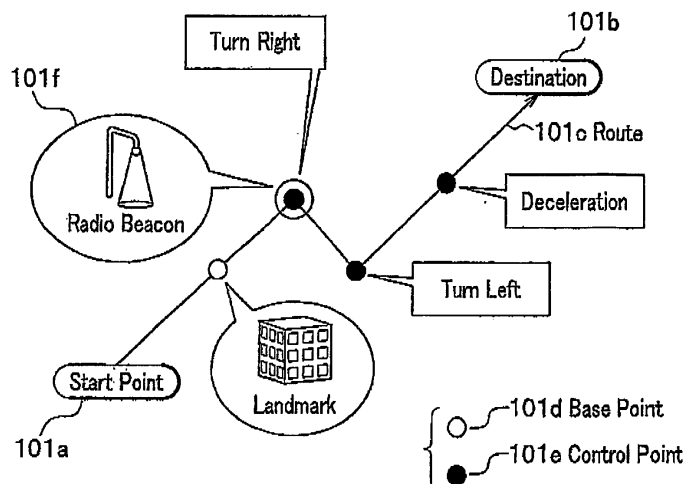 Turn Right
101b
101f
Destination
101c Route
Radio Beacon
Deceleration
Turn Left
Start Point
Landmark
101a
101d Base Point
101e Control Point